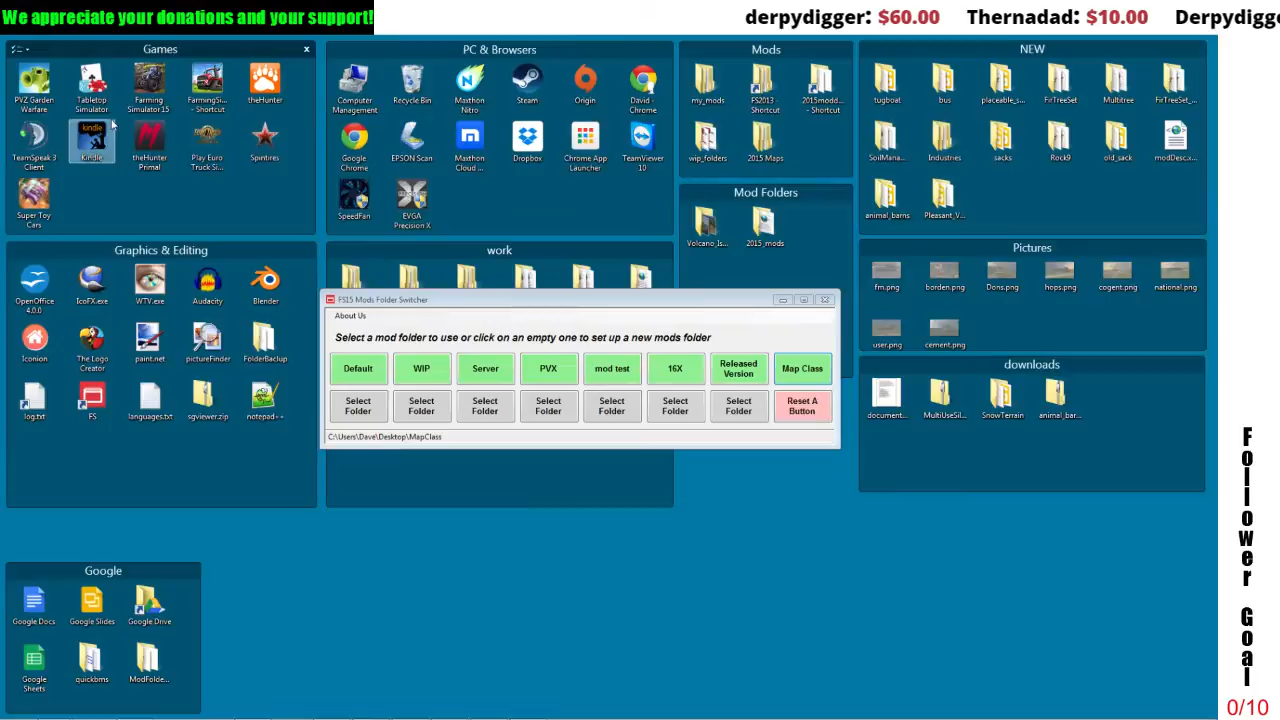 We appreciate your donations and your support!
derpydigger: $60.00 Thernadad: $10.00 Derpydigg
Games
x
PVZ Garden Warfare
Tabletop Simulator
Farming Simulator 15
FarmingSi... - Shortcut
theHunter
TeamSpeak 3 Client
Kindle
theHunter Primal
Play Euro Truck Si...
Spintires
Super Toy Cars
PC & Browsers
Computer Management
Recycle Bin
Maxthon Nitro
Steam
Origin
David - Chrome
Google Chrome
EPSON Scan
Maxthon Cloud ...
Dropbox
Chrome App Launcher
TeamViewer 10
SpeedFan
EVGA Precision X
Mods
my_mods
FS2013 - Shortcut
2015modd... - Shortcut
wip_folders
2015 Maps
Mod Folders
Volcano_Is...
2015_mods
NEW
tugboat
bus
placeable_s...
FirTreeSet
Multitree
FirTreeSet_...
SoilMana...
Industries
sacks
Rock9
old_sack
modDesc.x...
animal_barns
Pleasant_V...
Pictures
fm.png
borden.png
Dons.png
hops.png
cogent.png
national.png
user.png
cement.png
downloads
document...
MultiUseSil...
SnowTerrain
animal_bar...
Graphics & Editing
OpenOffice 4.0.0
IcoFX.exe
WTV.exe
Audacity
Blender
Iconion
The Logo Creator
paint.net
pictureFinder
FolderBackup
log.txt
FS
languages.txt
sgviewer.zip
notepad++
work
FS15 Mods Folder Switcher
About Us
Select a mod folder to use or click on an empty one to set up a new mods folder
Default
WIP
Server
PVX
mod test
16X
Released Version
Map Class
Select Folder
Select Folder
Select Folder
Select Folder
Select Folder
Select Folder
Select Folder
Reset A Button
C:\Users\Dave\Desktop\MapClass
Google
Google Docs
Google Slides
Google Drive
Google Sheets
quickbms
ModFolde...
Follower Goal
0/10